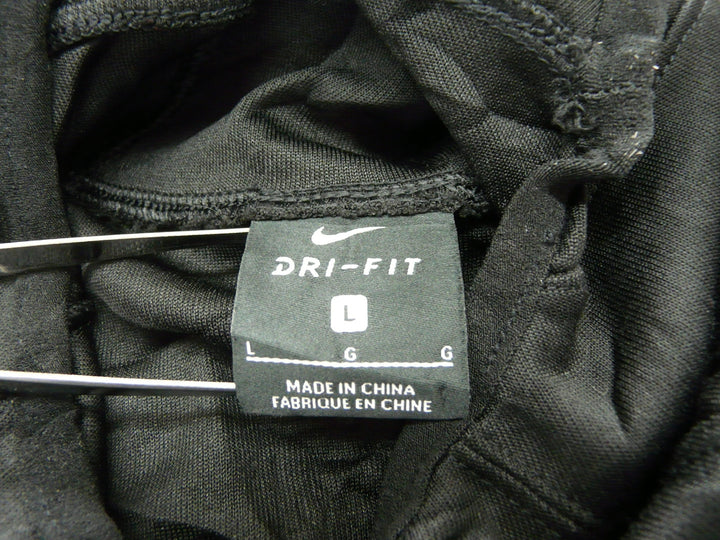 DRI-FIT
L
L G G
MADE IN CHINA
FABRIQUE EN CHINE